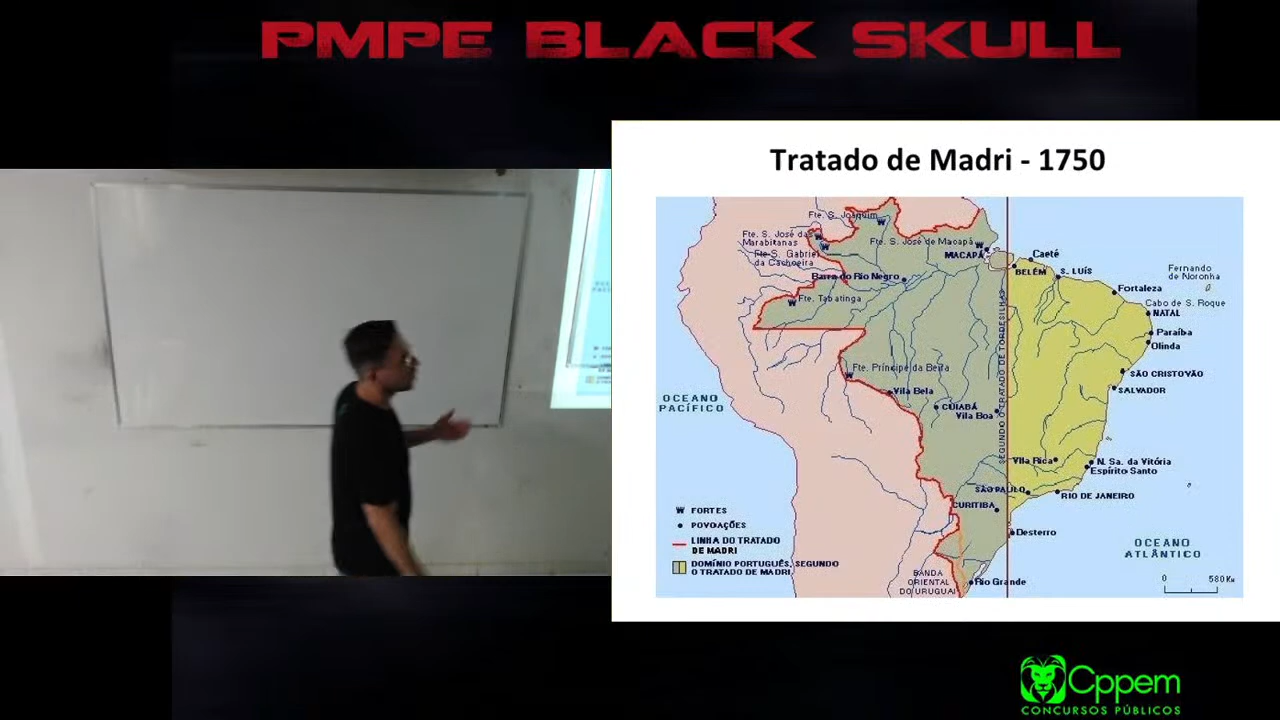 PMPE BLACK SKULL
Tratado de Madri - 1750
Fte. S. Joaquim
Fte. S. José das
Marabitanas
Fte. S. Gabriel
da Cachoeira
Fte. S. José de Macapá
MACAPÁ
Caeté
BELÉM
S. LUÍS
Fernando
de Noronha
Barra do Rio Negro
Fortaleza
Fte. Tabatinga
Cabo de S. Roque
NATAL
Paraíba
Olinda
SEGUNDO O TRATADO DE TORDESILHAS
Fte. Príncipe da Beira
SÃO CRISTOVÃO
SALVADOR
Vila Bela
OCEANO
PACÍFICO
CUIABÁ
Vila Boa
Vila Rica
N. Sa. da Vitória
Espírito Santo
SÃO PAULO
RIO DE JANEIRO
CURITIBA
FORTES
POVOAÇÕES
Desterro
LINHA DO TRATADO
DE MADRI
OCEANO
ATLÂNTICO
DOMÍNIO PORTUGUÊS, SEGUNDO
O TRATADO DE MADRI
BANDA
ORIENTAL
DO URUGUAI
Rio Grande
0 580 Km
Cppem
CONCURSOS PÚBLICOS